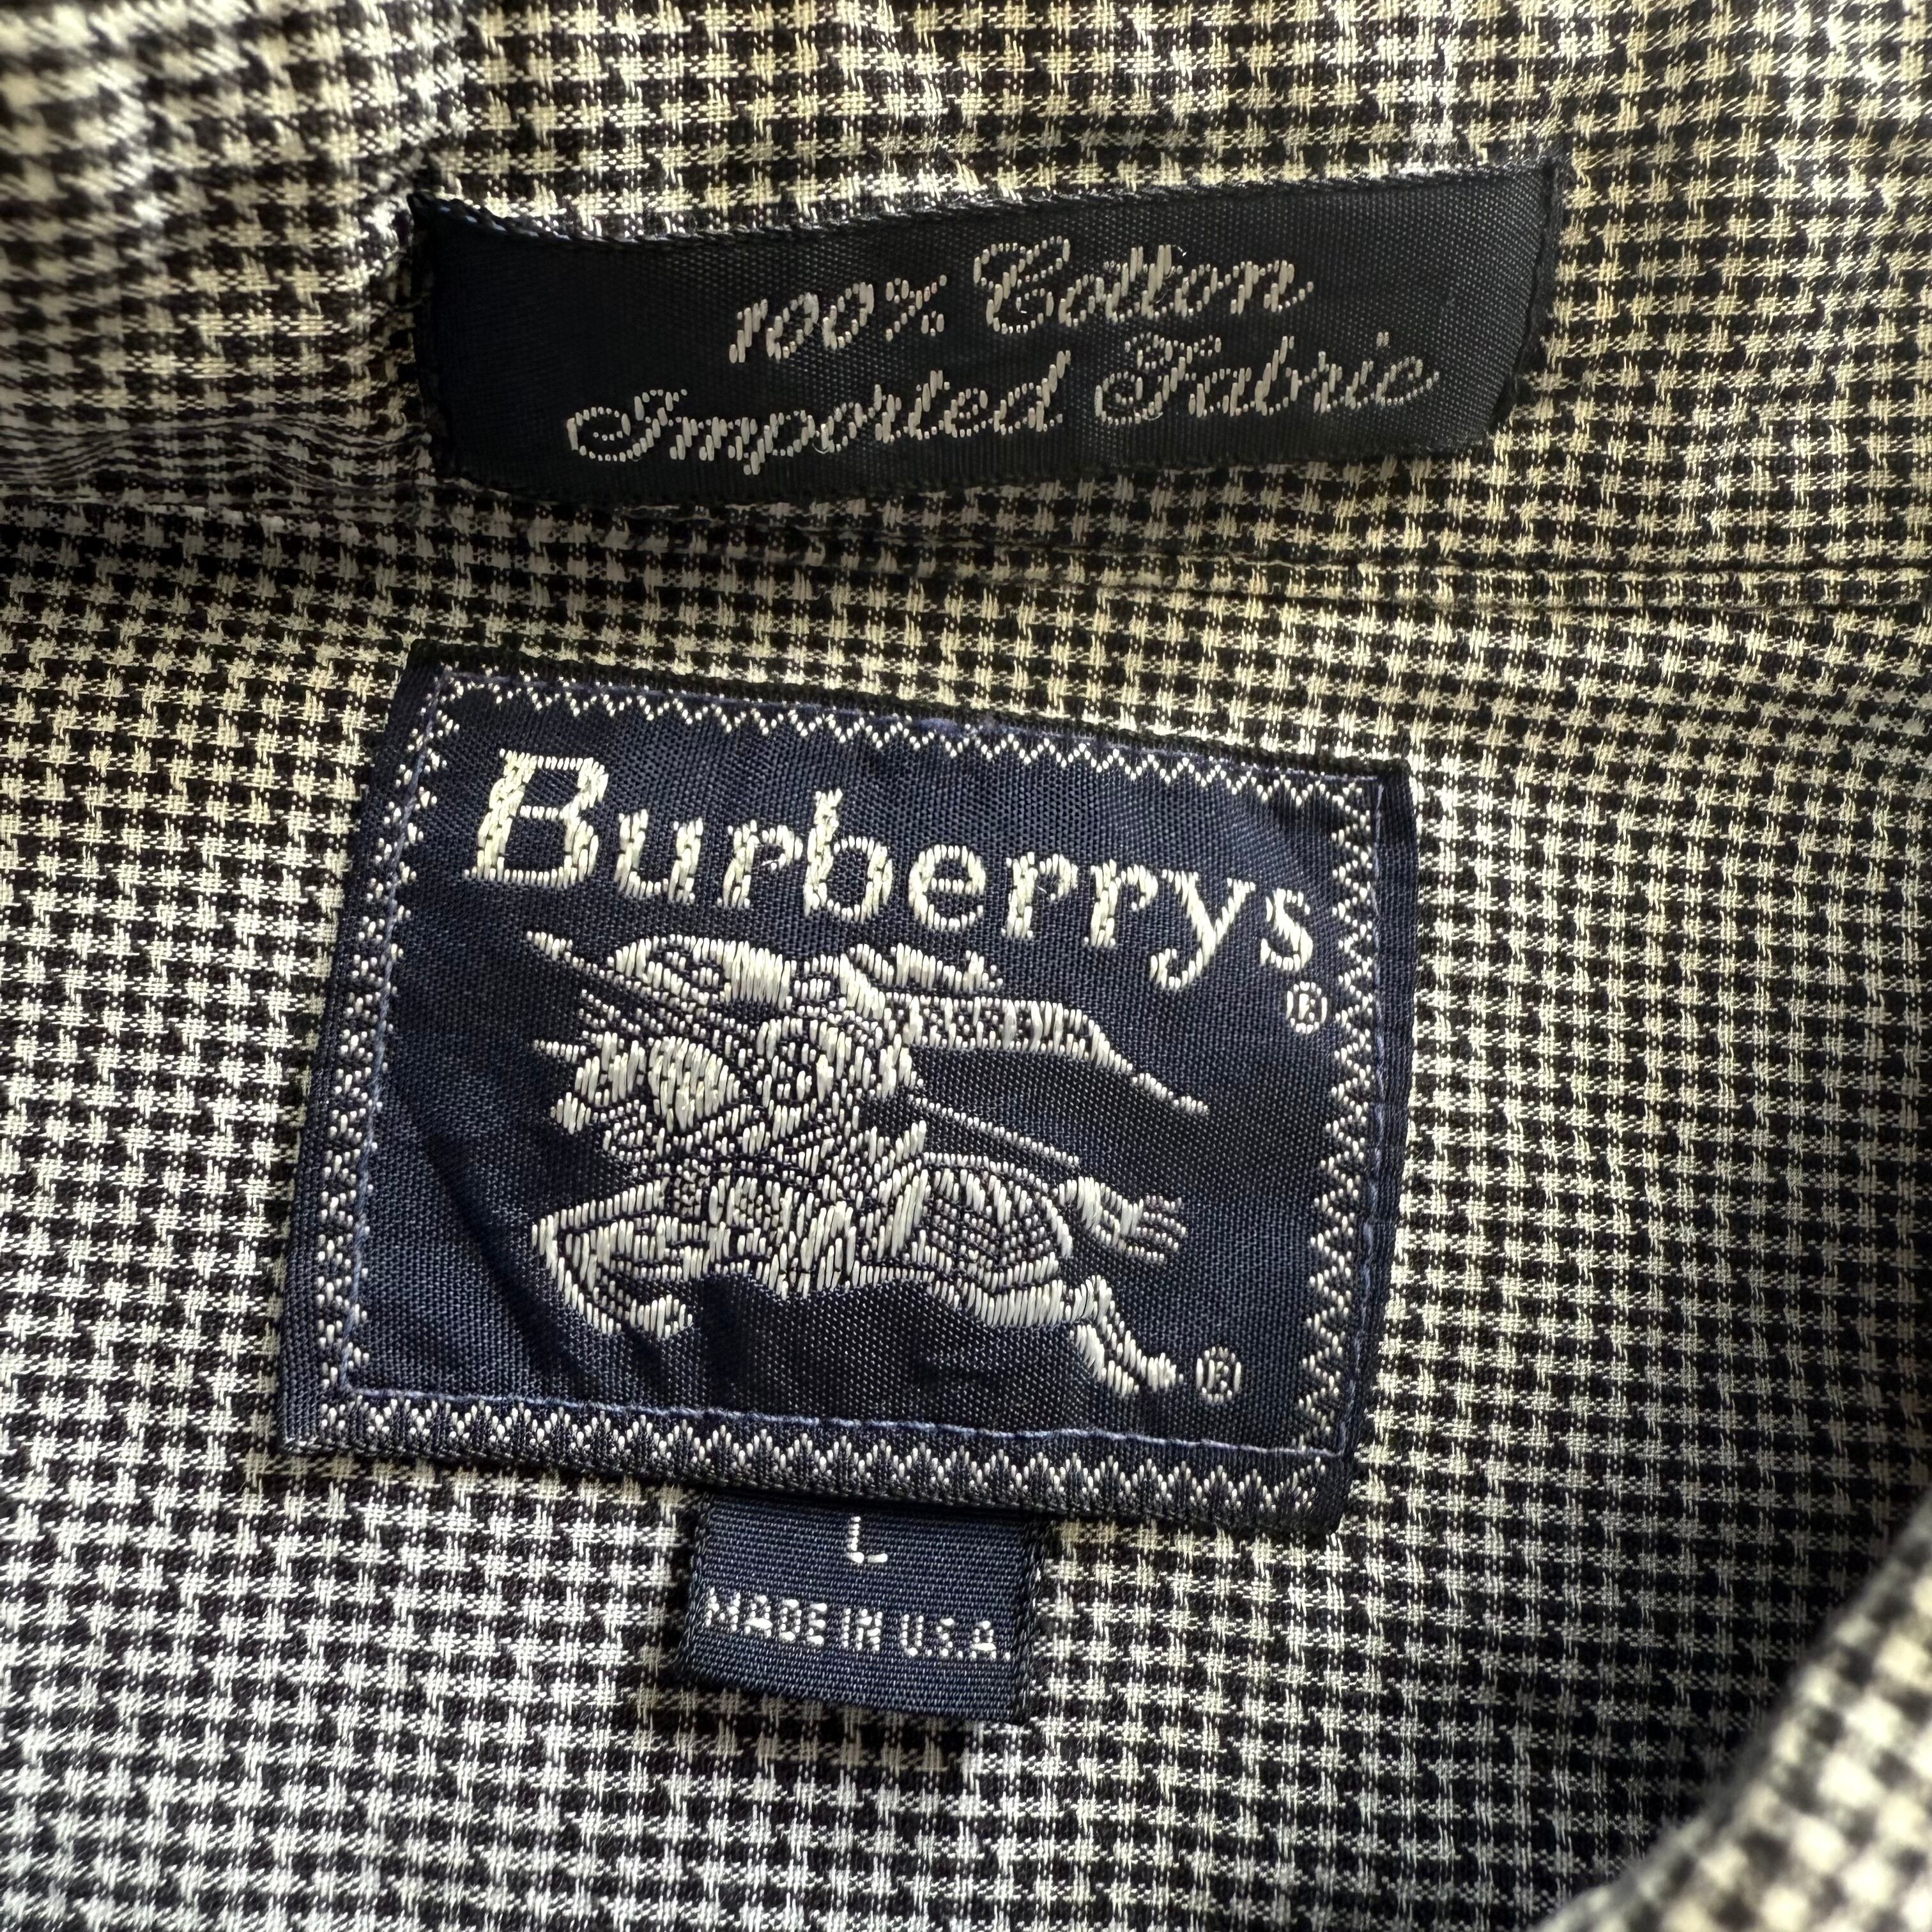 100% Cotton
Imported Fabric
Burberrys
®
®
L
MADE IN U.S.A.